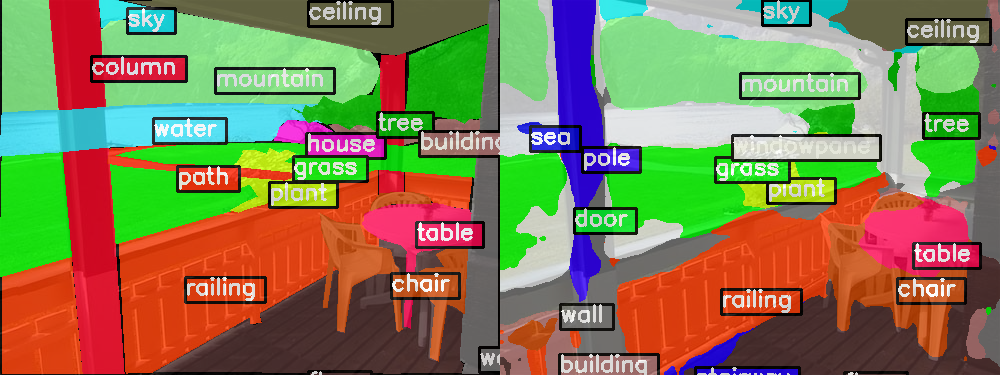 sky
ceiling
column
mountain
water
tree
house
building
path
grass
plant
table
railing
chair
sky
ceiling
mountain
sea
tree
pole
windowpane
grass
plant
door
table
railing
chair
wall
building
stairway